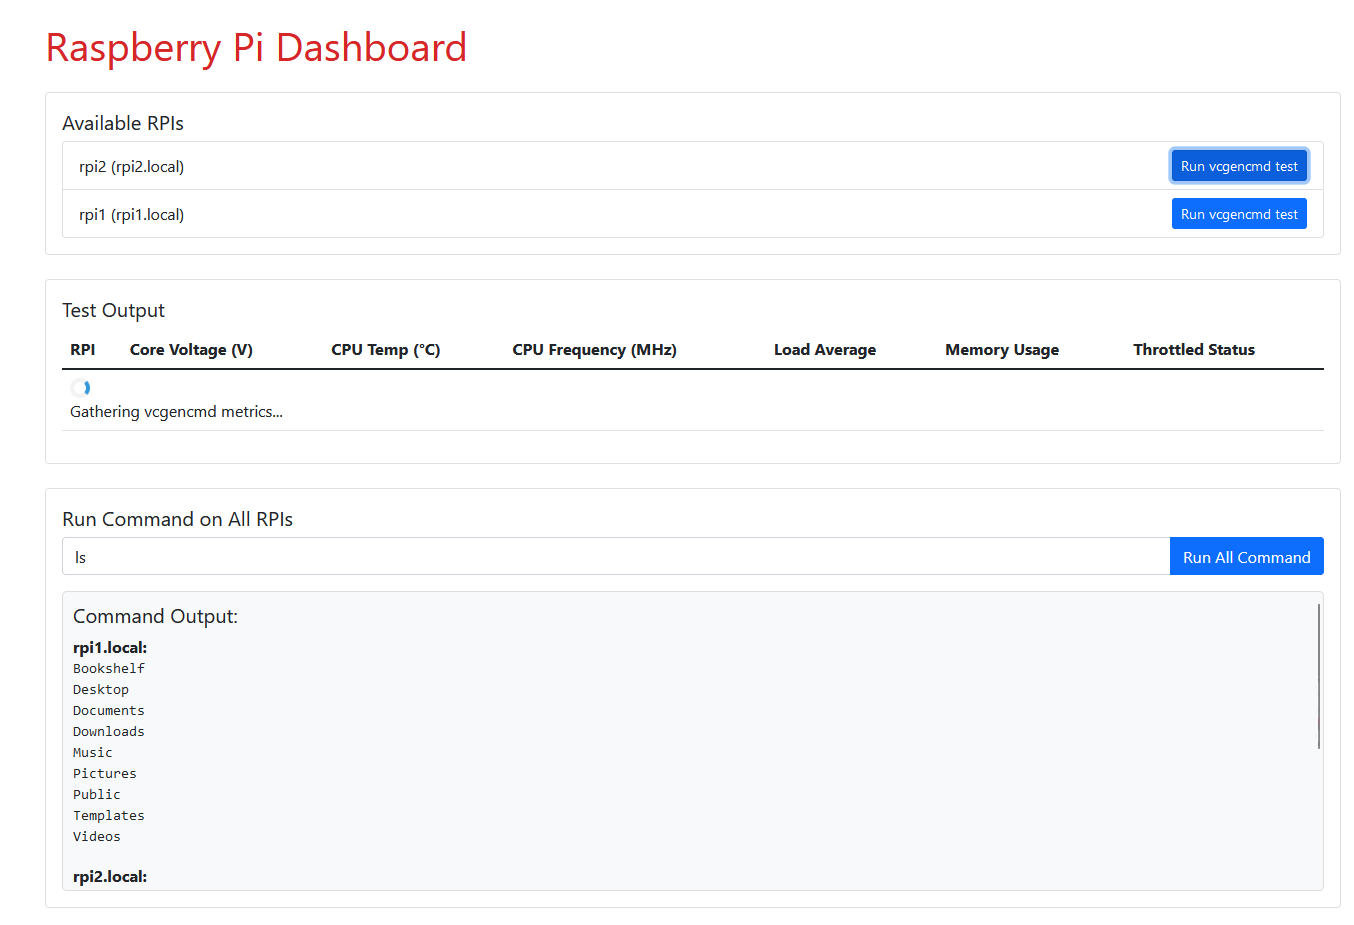 Raspberry Pi Dashboard
Available RPIs
rpi2 (rpi2.local)
Run vcgencmd test
rpi1 (rpi1.local)
Run vcgencmd test
Test Output
RPI Core Voltage (V) CPU Temp (°C) CPU Frequency (MHz) Load Average Memory Usage Throttled Status
Gathering vcgencmd metrics...
Run Command on All RPIs
ls
Run All Command
Command Output:
rpi1.local:
Bookshelf
Desktop
Documents
Downloads
Music
Pictures
Public
Templates
Videos
rpi2.local: